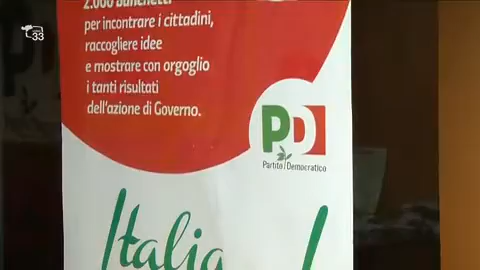 2.000 banchetti
per incontrare i cittadini,
raccogliere idee
e mostrare con orgoglio
i tanti risultati
dell'azione di Governo.
PD
Partito Democratico
Italia
!
33